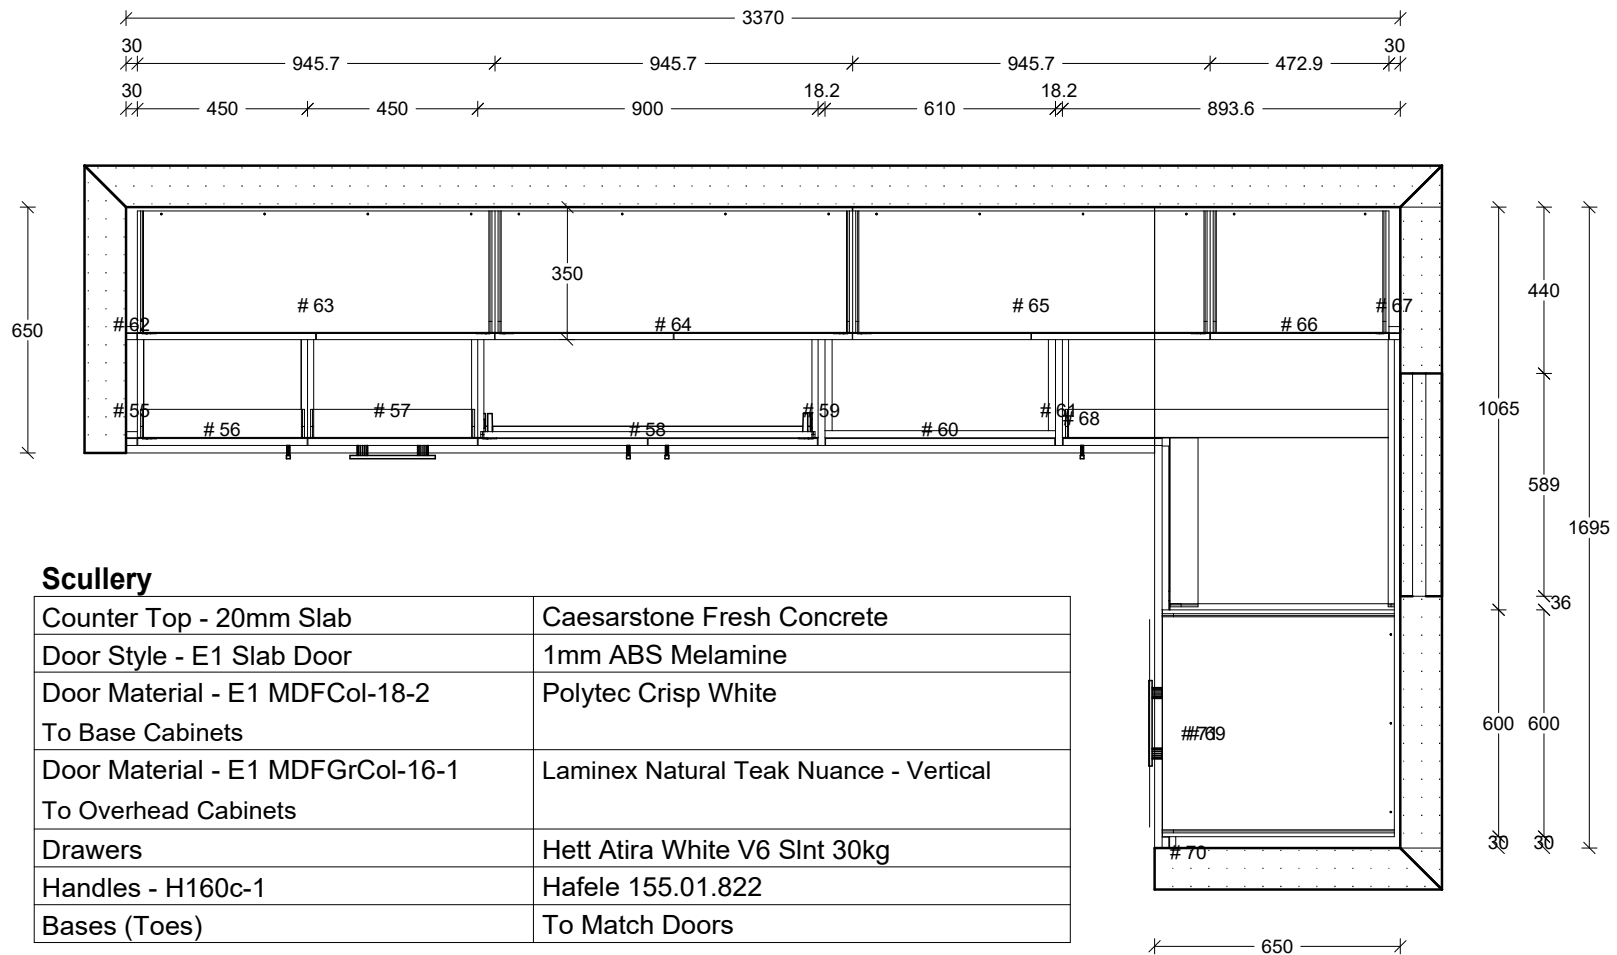 3370
30 945.7 945.7 945.7 472.9 30
30 450 450 900 18.2 610 18.2 893.6
650
350
# 62 # 63 # 64 # 65 # 66 # 67
# 55 # 56 # 57 # 58 # 59 # 60 # 61 # 68
440
1065
589
1695
36
600 600
# 69
30 30
# 70
650
Scullery
Counter Top - 20mm Slab Caesarstone Fresh Concrete
Door Style - E1 Slab Door 1mm ABS Melamine
Door Material - E1 MDFCol-18-2 Polytec Crisp White
To Base Cabinets
Door Material - E1 MDFGrCol-16-1 Laminex Natural Teak Nuance - Vertical
To Overhead Cabinets
Drawers Hett Atira White V6 Slnt 30kg
Handles - H160c-1 Hafele 155.01.822
Bases (Toes) To Match Doors